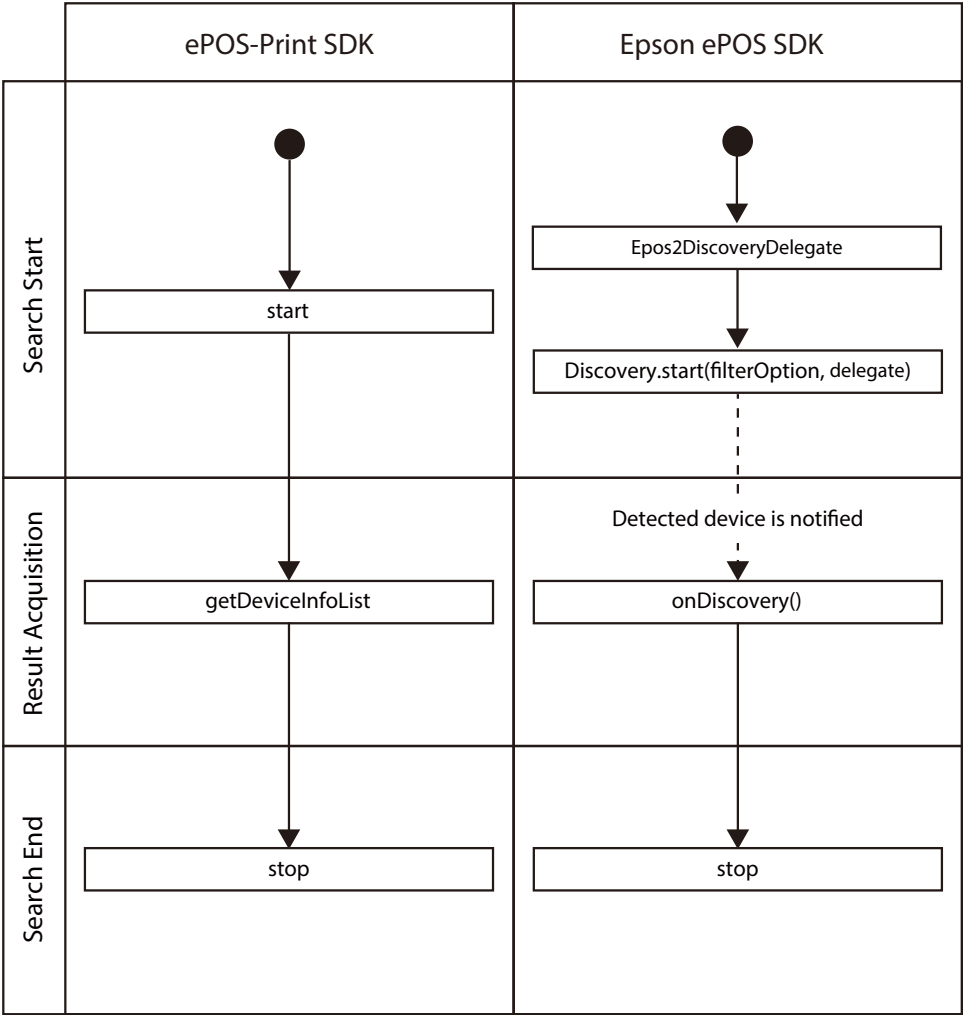 ePOS-Print SDK
Epson ePOS SDK
Search Start
start
Epos2DiscoveryDelegate
Discovery.start(filterOption, delegate)
Result Acquisition
Detected device is notified
getDeviceInfoList
onDiscovery()
Search End
stop
stop